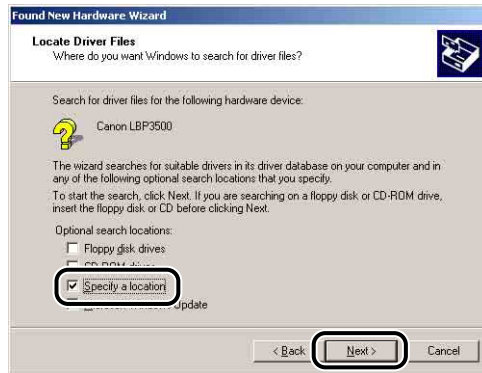 Found New Hardware Wizard
Locate Driver Files
Where do you want Windows to search for driver files?
Search for driver files for the following hardware device:
Canon LBP3500
The wizard searches for suitable drivers in its driver database on your computer and in
any of the following optional search locations that you specify.
To start the search, click Next. If you are searching on a floppy disk or CD-ROM drive,
insert the floppy disk or CD before clicking Next.
Optional search locations:
Floppy disk drives
CD-ROM drives
Specify a location
Update
< Back
Next >
Cancel